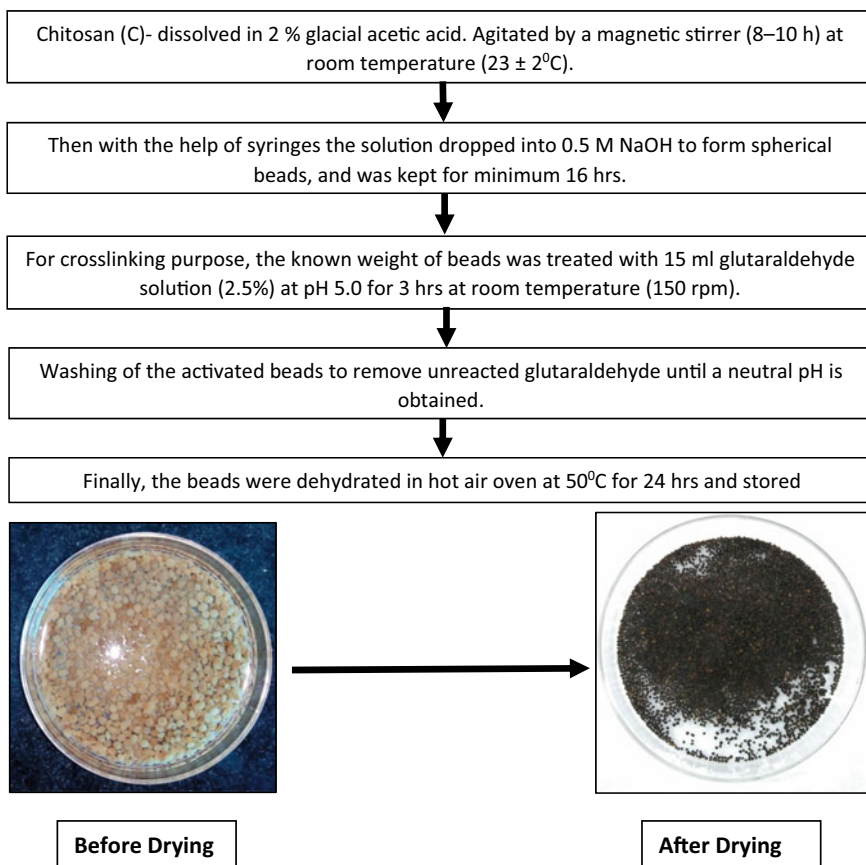 Chitosan (C)- dissolved in 2 % glacial acetic acid. Agitated by a magnetic stirrer (8–10 h) at
room temperature (23 ± 2⁰C).
Then with the help of syringes the solution dropped into 0.5 M NaOH to form spherical
beads, and was kept for minimum 16 hrs.
For crosslinking purpose, the known weight of beads was treated with 15 ml glutaraldehyde
solution (2.5%) at pH 5.0 for 3 hrs at room temperature (150 rpm).
Washing of the activated beads to remove unreacted glutaraldehyde until a neutral pH is
obtained.
Finally, the beads were dehydrated in hot air oven at 50⁰C for 24 hrs and stored
Before Drying
After Drying